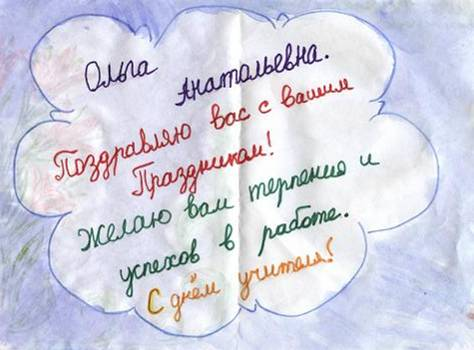 Ольга
Анатольевна.
Поздравляю вас с вашим
Праздником!
Желаю вам терпения и
успехов в работе.
С днём учителя!